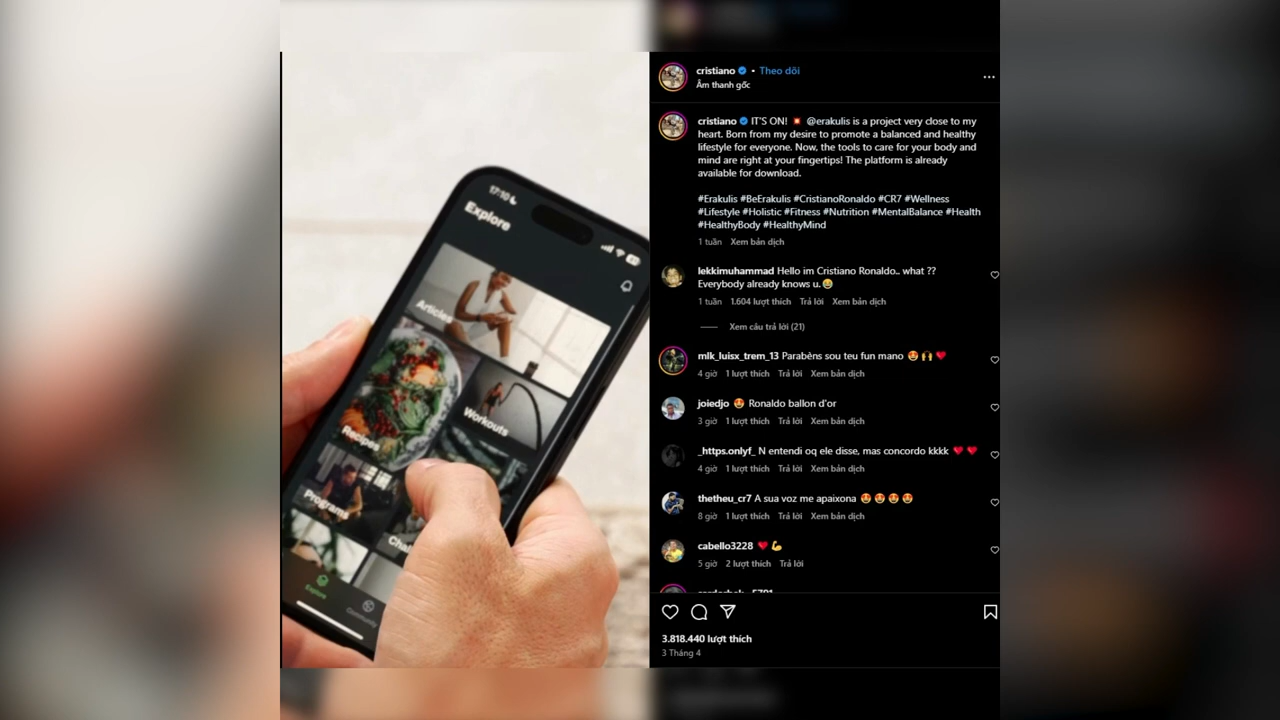 17:10
Explore
Articles
Workouts
Recipes
Programs
Explore
Community
cristiano • Theo dõi
Âm thanh gốc
cristiano IT'S ON! 💥 @erakulis is a project very close to my
heart. Born from my desire to promote a balanced and healthy
lifestyle for everyone. Now, the tools to care for your body and
mind are right at your fingertips! The platform is already
available for download.
#Erakulis #BeErakulis #CristianoRonaldo #CR7 #Wellness
#Lifestyle #Holistic #Fitness #Nutrition #MentalBalance #Health
#HealthyBody #HealthyMind
1 tuần Xem bản dịch
lekkimuhammad Hello im Cristiano Ronaldo.. what ??
Everybody already knows u.😂
1 tuần 1.604 lượt thích Trả lời Xem bản dịch
Xem câu trả lời (21)
mlk_luisx_trem_13 Parabèns sou teu fun mano 🤩🙌❤️
4 giờ 1 lượt thích Trả lời Xem bản dịch
joiedjo 🤩 Ronaldo ballon d'or
3 giờ 1 lượt thích Trả lời Xem bản dịch
_https.onlyf_ N entendi oq ele disse, mas concordo kkkk ❤️ ❤️
4 giờ 1 lượt thích Trả lời Xem bản dịch
thetheu_cr7 A sua voz me apaixona 🤩🤩🤩🤩
8 giờ 1 lượt thích Trả lời Xem bản dịch
cabello3228 ❤️💪
5 giờ 2 lượt thích Trả lời
3.818.440 lượt thích
3 Tháng 4